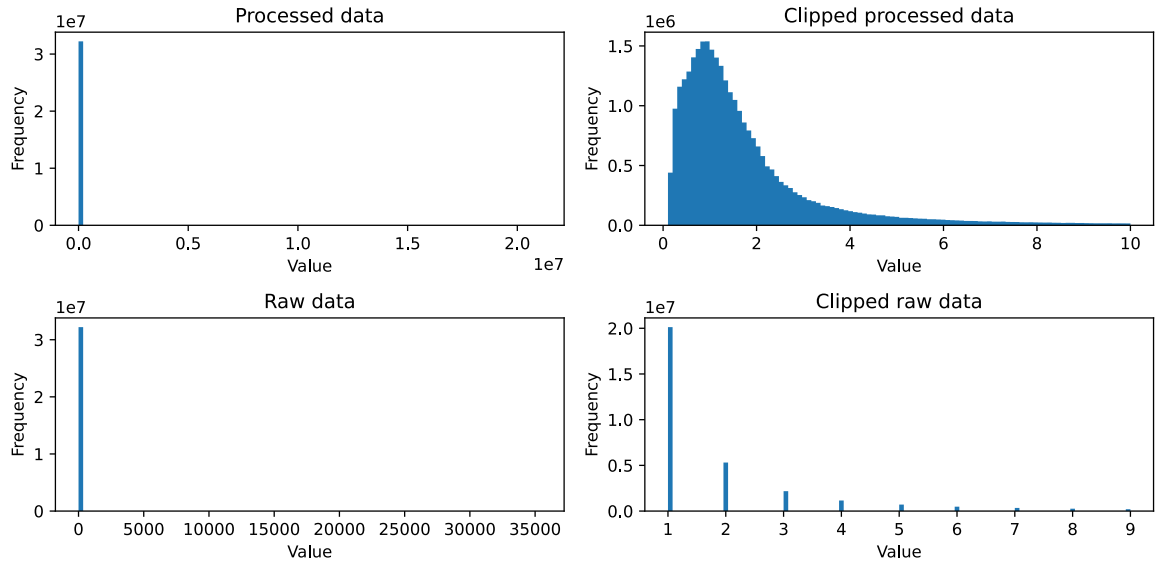 Processed data
1e7
Frequency
3
2
1
0
0.0 0.5 1.0 1.5 2.0
Value
1e7
Clipped processed data
1e6
Frequency
1.5
1.0
0.5
0.0
0 2 4 6 8 10
Value
Raw data
1e7
Frequency
3
2
1
0
0 5000 10000 15000 20000 25000 30000 35000
Value
Clipped raw data
1e7
Frequency
2.0
1.5
1.0
0.5
0.0
1 2 3 4 5 6 7 8 9
Value